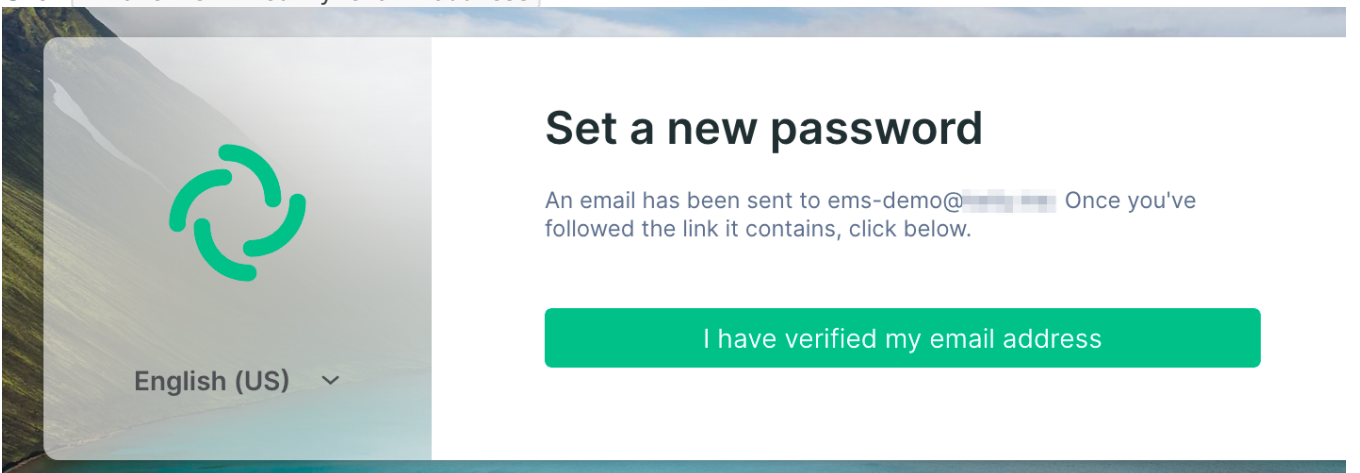 Set a new password
An email has been sent to ems-demo@ Once you've
followed the link it contains, click below.
I have verified my email address
English (US)